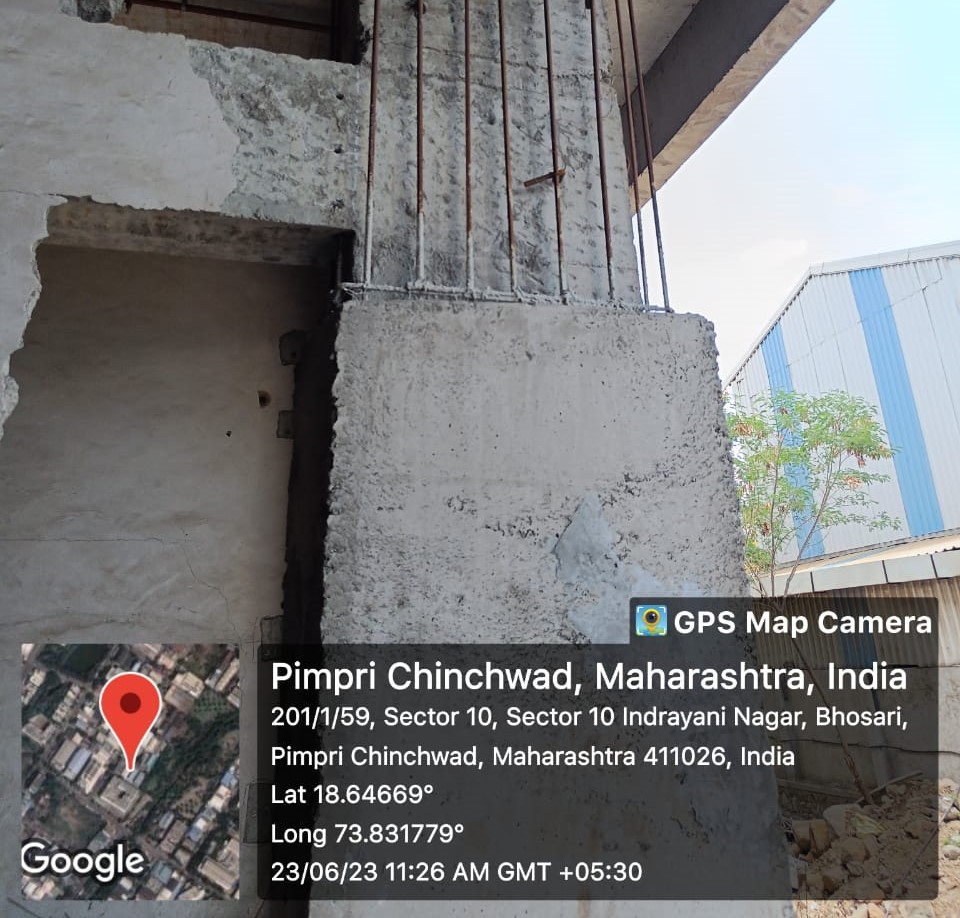 GPS Map Camera
Pimpri Chinchwad, Maharashtra, India
201/1/59, Sector 10, Sector 10 Indrayani Nagar, Bhosari,
Pimpri Chinchwad, Maharashtra 411026, India
Lat 18.64669°
Long 73.831779°
23/06/23 11:26 AM GMT +05:30
Google